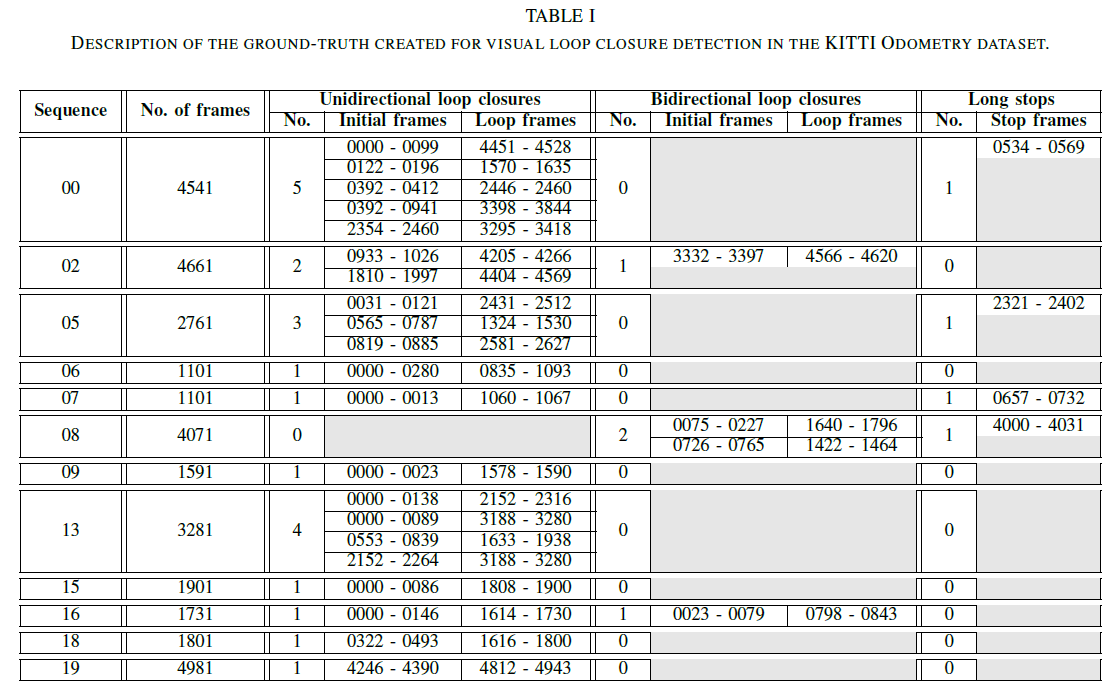 TABLE I
DESCRIPTION OF THE GROUND-TRUTH CREATED FOR VISUAL LOOP CLOSURE DETECTION IN THE KITTI ODOMETRY DATASET.
Sequence No. of frames Unidirectional loop closures Bidirectional loop closures Long stops
No. Initial frames Loop frames No. Initial frames Loop frames No. Stop frames
00 4541 5 0000 - 0099 4451 - 4528 0 1 0534 - 0569
0122 - 0196 1570 - 1635
0392 - 0412 2446 - 2460
0392 - 0941 3398 - 3844
2354 - 2460 3295 - 3418
02 4661 2 0933 - 1026 4205 - 4266 1 3332 - 3397 4566 - 4620 0
1810 - 1997 4404 - 4569
05 2761 3 0031 - 0121 2431 - 2512 0 1 2321 - 2402
0565 - 0787 1324 - 1530
0819 - 0885 2581 - 2627
06 1101 1 0000 - 0280 0835 - 1093 0 0
07 1101 1 0000 - 0013 1060 - 1067 0 1 0657 - 0732
08 4071 0 2 0075 - 0227 1640 - 1796 1 4000 - 4031
0726 - 0765 1422 - 1464
09 1591 1 0000 - 0023 1578 - 1590 0 0
13 3281 4 0000 - 0138 2152 - 2316 0 0
0000 - 0089 3188 - 3280
0553 - 0839 1633 - 1938
2152 - 2264 3188 - 3280
15 1901 1 0000 - 0086 1808 - 1900 0 0
16 1731 1 0000 - 0146 1614 - 1730 1 0023 - 0079 0798 - 0843 0
18 1801 1 0322 - 0493 1616 - 1800 0 0
19 4981 1 4246 - 4390 4812 - 4943 0 0